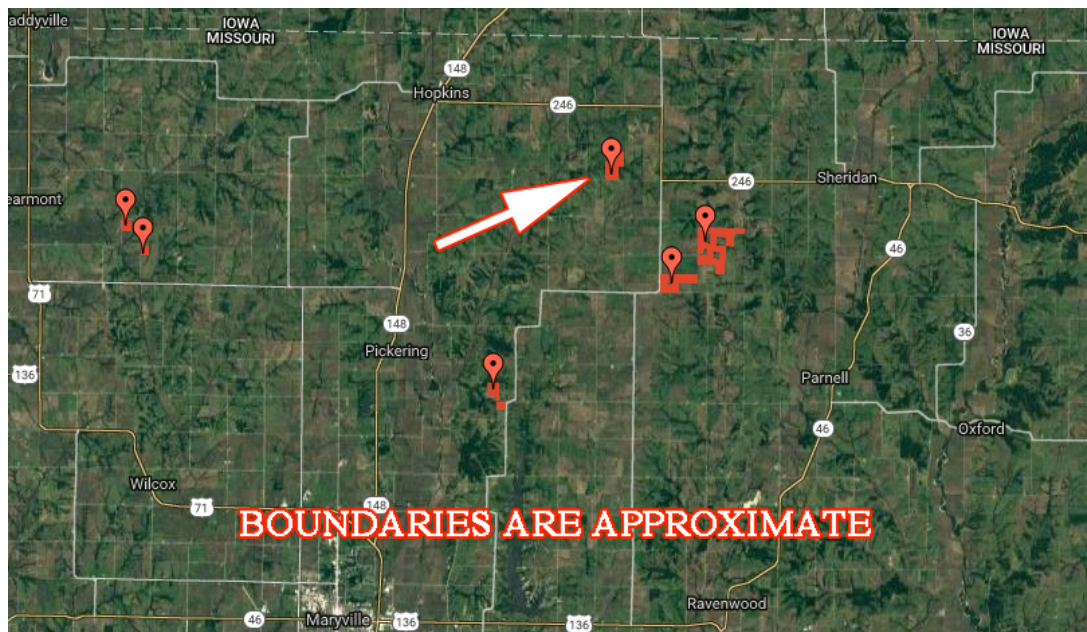 addyville
IOWA
MISSOURI
IOWA
MISSOURI
148
Hopkins
246
earmont
246
Sheridan
46
71
148
Pickering
36
136
Parnell
46
Oxford
Wilcox
71
148
BOUNDARIES ARE APPROXIMATE
46
Maryville
136
136
Ravenwood